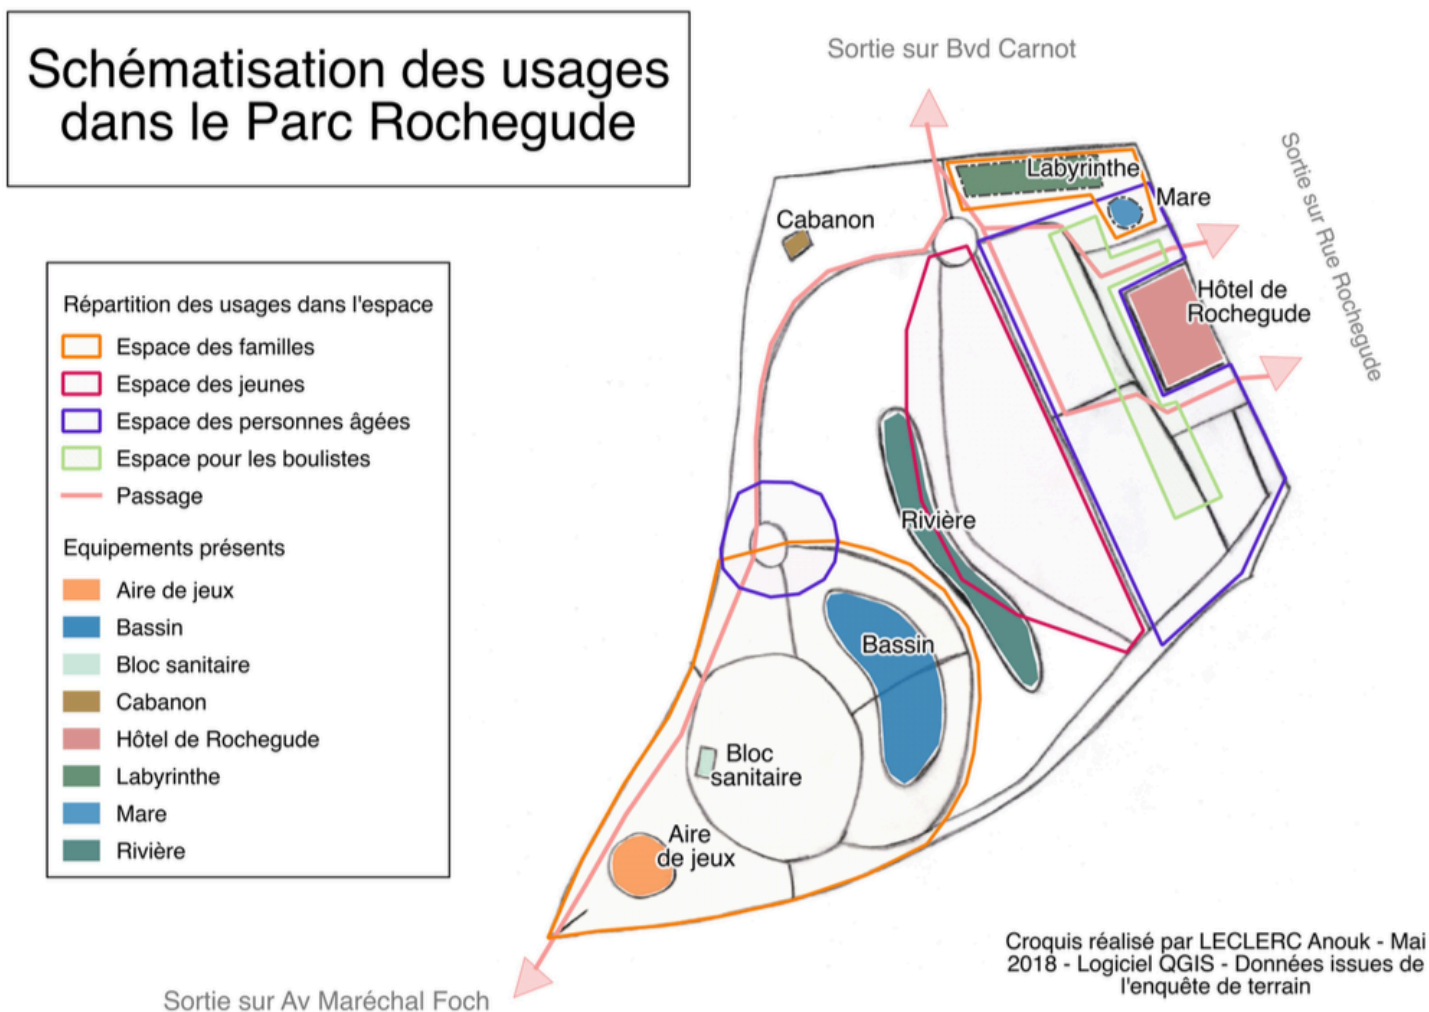 Schématisation des usages
dans le Parc Rochegude
Sortie sur Bvd Carnot
Sortie sur Rue Rochegude
Labyrinthe
Mare
Cabanon
Hôtel de
Rochegude
Répartition des usages dans l'espace
Espace des familles
Espace des jeunes
Espace des personnes âgées
Espace pour les boulistes
Passage
Equipements présents
Aire de jeux
Bassin
Bloc sanitaire
Cabanon
Hôtel de Rochegude
Labyrinthe
Mare
Rivière
Rivière
Bassin
Bloc
sanitaire
Aire
de jeux
Sortie sur Av Maréchal Foch
Croquis réalisé par LECLERC Anouk - Mai
2018 - Logiciel QGIS - Données issues de
l'enquête de terrain